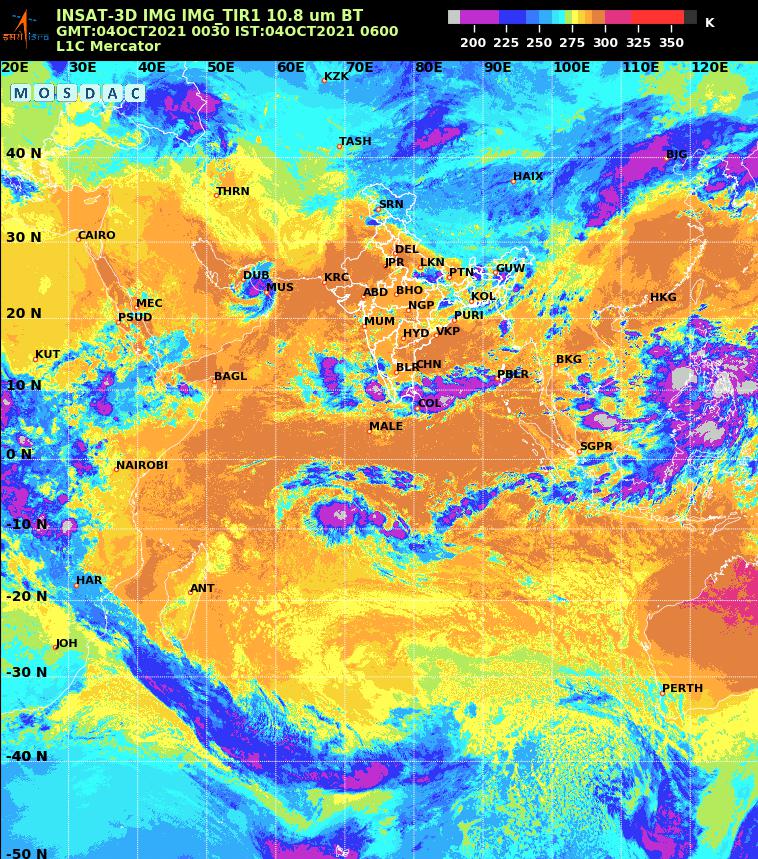 INSAT-3D IMG IMG_TIR1 10.8 um BT
GMT:04OCT2021 0030 IST:04OCT2021 0600
L1C Mercator
200 225 250 275 300 325 350 K
20E 30E 40E 50E 60E 70E 80E 90E 100E 110E 120E
KZK
M O S D A C
TASH
40 N
BJG
HAIX
THRN
SRN
30 N
CAIRO
DEL
JPR LKN
PTN GUW
DUB
MUS
KRC
ABD BHO
KOL
HKG
MEC
NGP
20 N
PSUD
PURI
MUM
HYD VKP
KUT
BKG
BLR CHN
BAGL
PBLR
10 N
COL
MALE
SGPR
0 N
NAIROBI
-10 N
HAR
ANT
-20 N
JOH
-30 N
PERTH
-40 N
-50 N